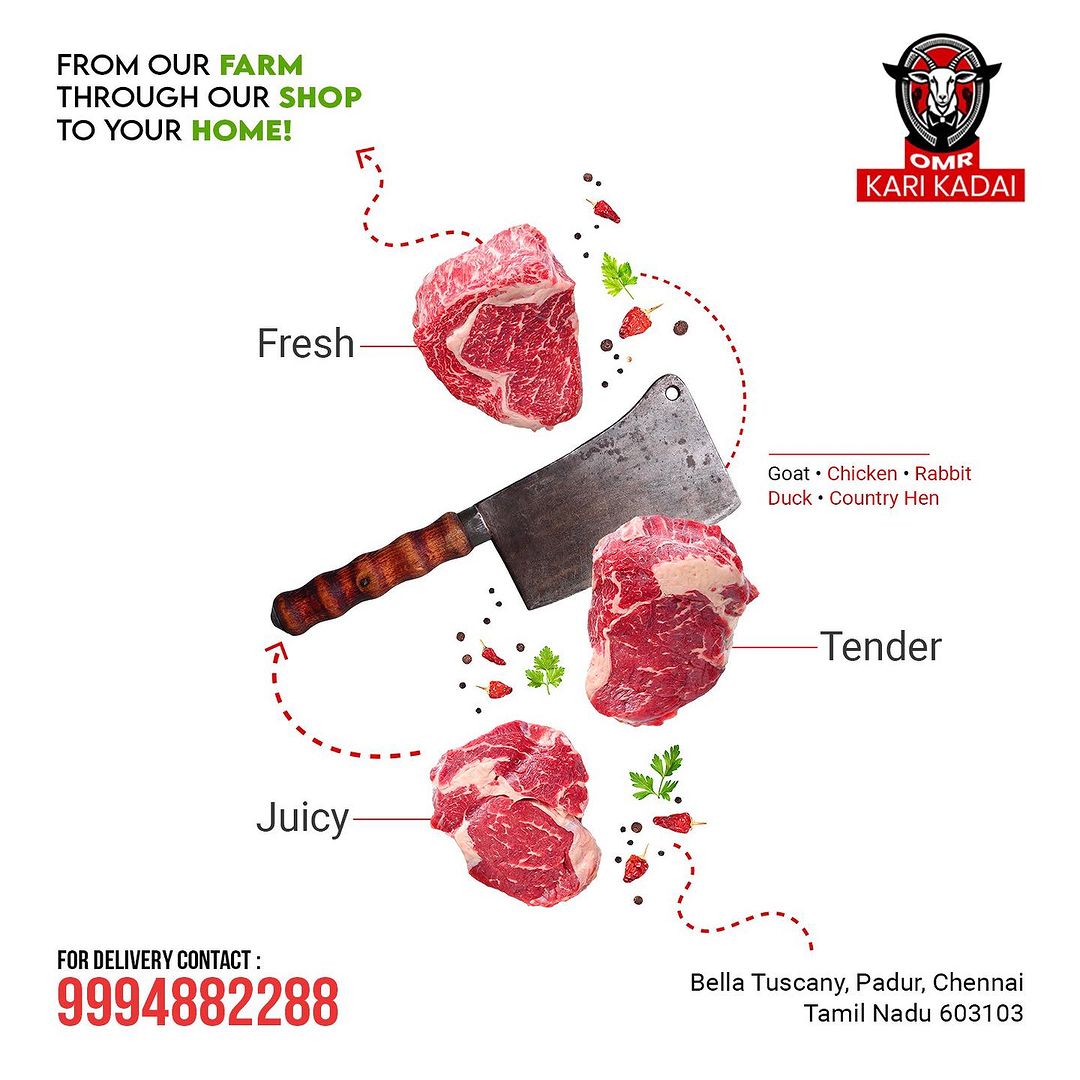 FROM OUR FARM
THROUGH OUR SHOP
TO YOUR HOME!
OMR
KARI KADAI
Fresh
Goat • Chicken • Rabbit
Duck • Country Hen
Tender
Juicy
FOR DELIVERY CONTACT :
9994882288
Bella Tuscany, Padur, Chennai
Tamil Nadu 603103